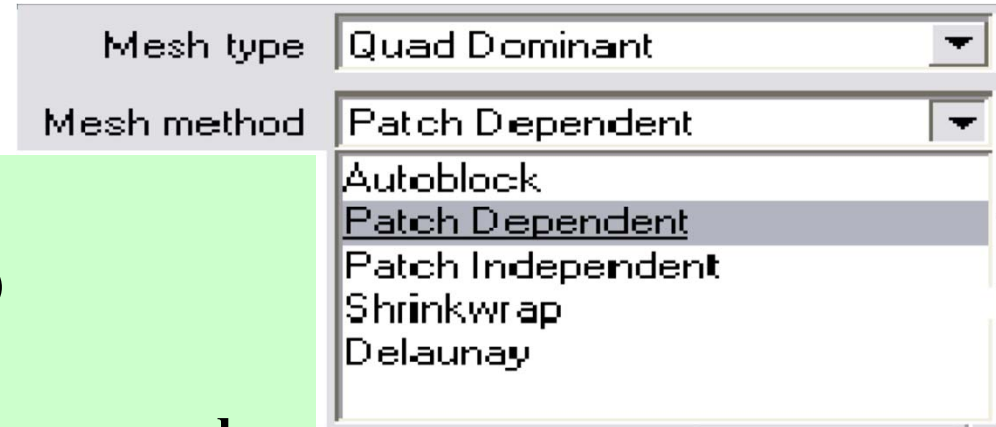 Mesh type Quad Dominant
Mesh method Patch Dependent
Autoblock
Patch Dependent
Patch Independent
Shrinkwrap
Delaunay
)